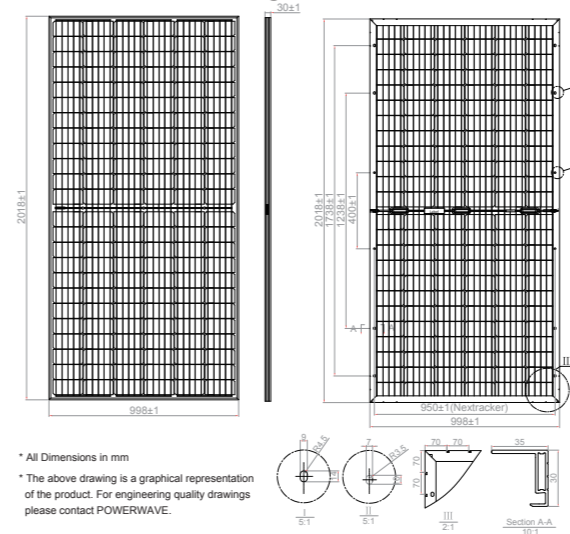 30±1
2018±1
998±1
2018±1
1738±1
1238±1
400±1
A
A
III
950±1(Nextracker)
998±1
* All Dimensions in mm
* The above drawing is a graphical representation
of the product. For engineering quality drawings
please contact POWERWAVE.
9
R4.5
14
I
5:1
7
R3.5
II
5:1
70 70
70
70
III
2:1
35
30
Section A-A
10:1